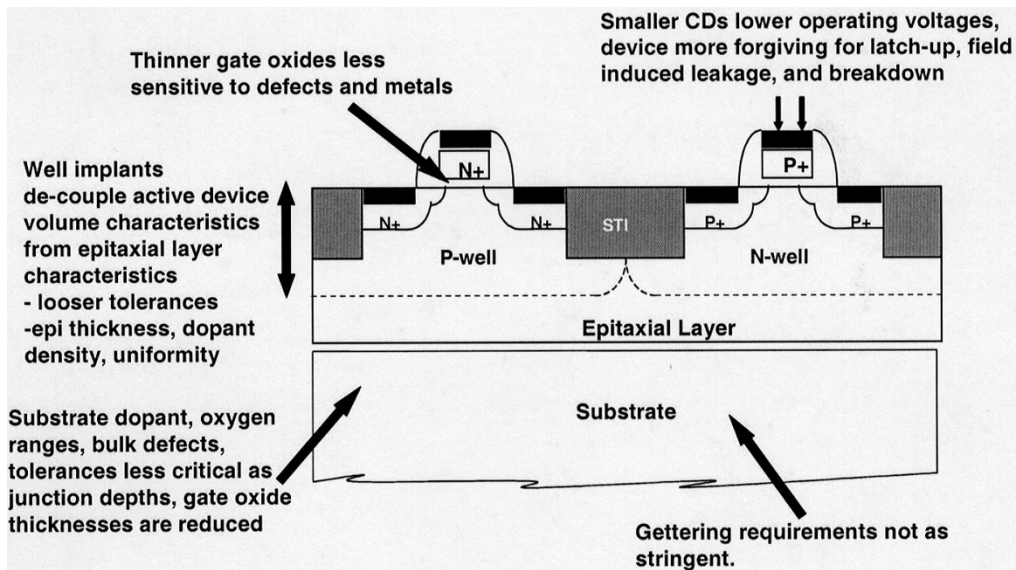 Smaller CDs lower operating voltages,
device more forgiving for latch-up, field
induced leakage, and breakdown
Thinner gate oxides less
sensitive to defects and metals
Well implants
de-couple active device
volume characteristics
from epitaxial layer
characteristics
- looser tolerances
-epi thickness, dopant
density, uniformity
N+
P+
N+
N+
STI
P+
P+
P-well
N-well
Epitaxial Layer
Substrate
Substrate dopant, oxygen
ranges, bulk defects,
tolerances less critical as
junction depths, gate oxide
thicknesses are reduced
Gettering requirements not as
stringent.